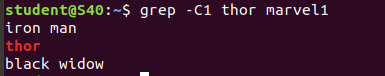 student@S40:~$ grep -C1 thor marvel1
iron man
thor
black widow